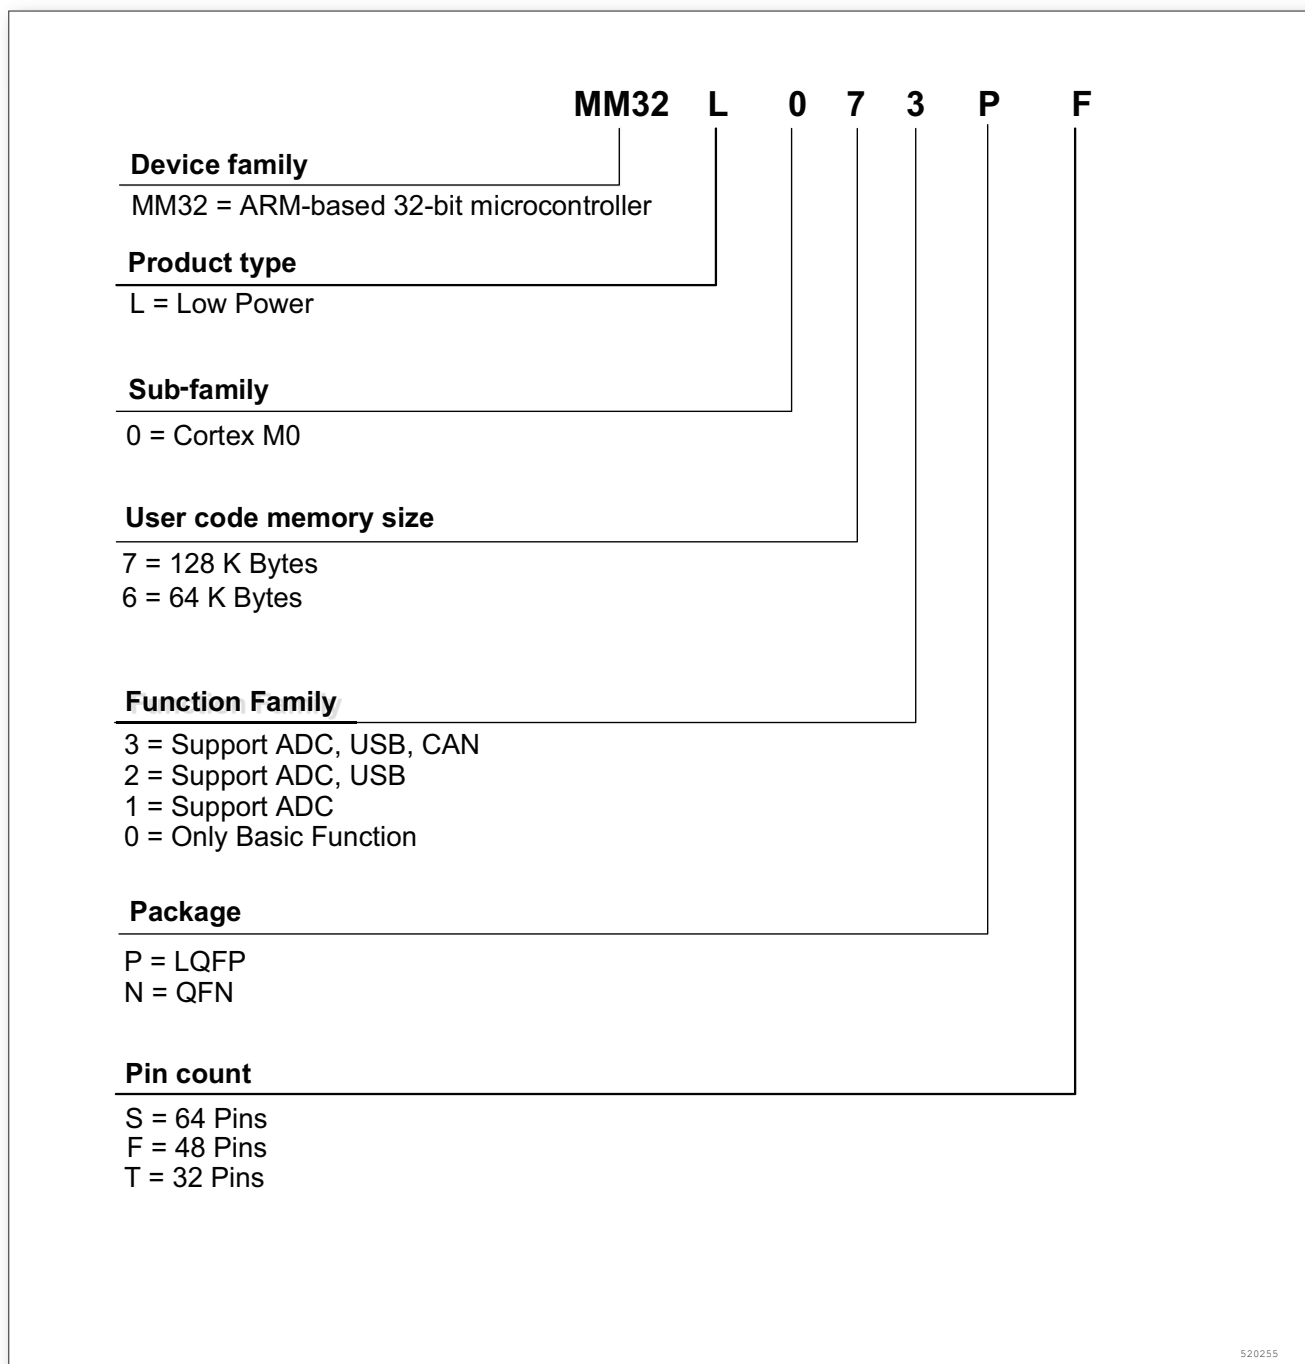 MM32 L 0 7 3 P F
Device family
MM32 = ARM-based 32-bit microcontroller
Product type
L = Low Power
Sub-family
0 = Cortex M0
User code memory size
7 = 128 K Bytes
6 = 64 K Bytes
Function Family
3 = Support ADC, USB, CAN
2 = Support ADC, USB
1 = Support ADC
0 = Only Basic Function
Package
P = LQFP
N = QFN
Pin count
S = 64 Pins
F = 48 Pins
T = 32 Pins
520255